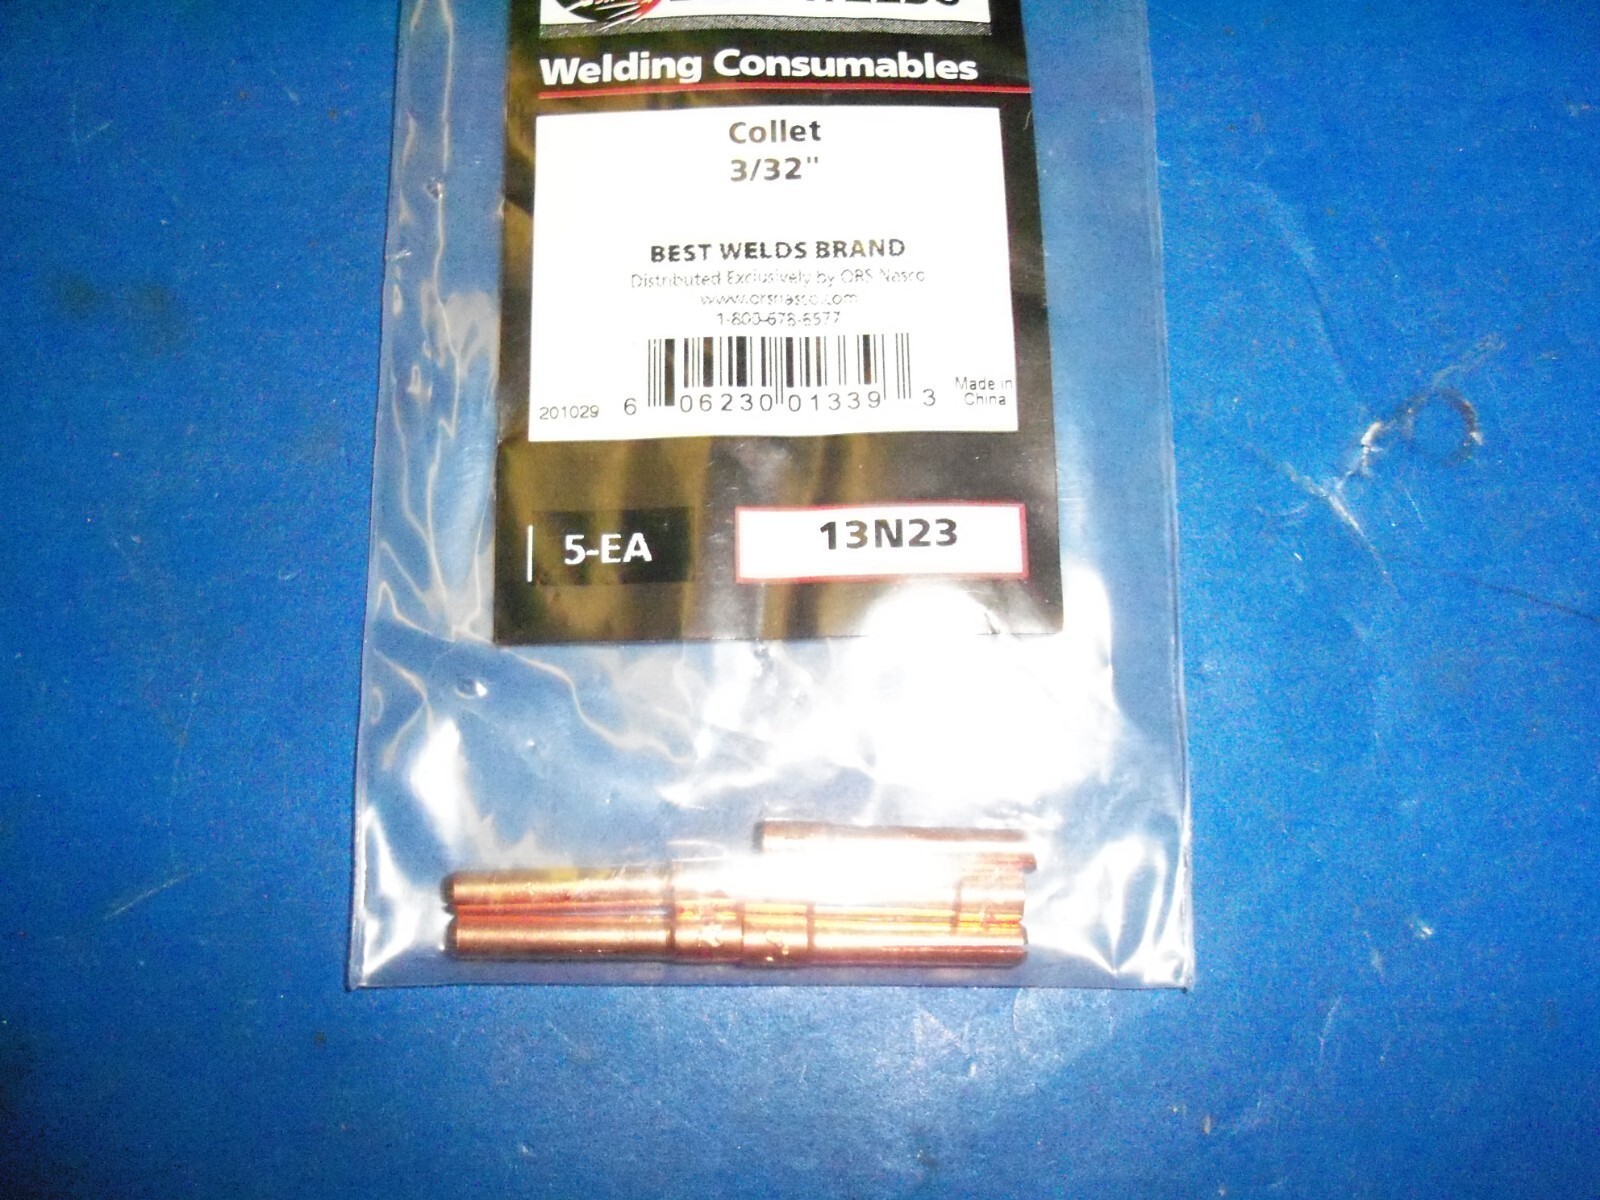 Welding Consumables
Collet
3/32"
BEST WELDS BRAND
Distributed Exclusively by ORS Nasco
www.orsnasco.com
1-800-678-6577
201029 6 06230 01339 3 Made in
China
5-EA 13N23